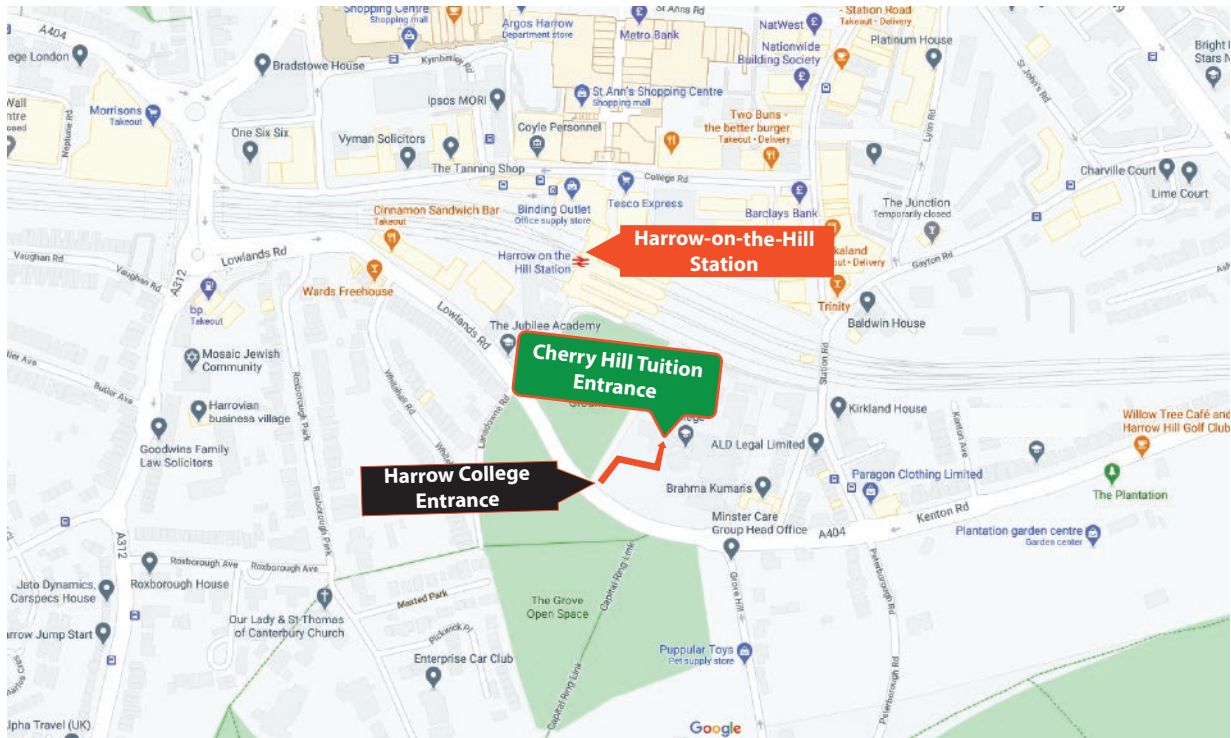 Shopping Centre
Shopping mall
Argos Harrow
Department store
St Anns Rd
Metro Bank
NatWest
- Station Road
Takeout • Delivery
Platinum House
A404
ege London
Bradstowe House
Kymberley Rd
Nationwide
Building Society
Bright
Stars N
St John's Rd
Wall
ntre
osed
Morrisons
Takeout
Neptune Rd
One Six Six
Ipsos MORI
St Ann's Shopping Centre
Shopping mall
Vyman Solicitors
Coyle Personnel
Two Buns -
the better burger
Takeout • Delivery
Lyon Rd
The Tanning Shop
College Rd
Charville Court
Lime Court
A312
Cinnamon Sandwich Bar
Takeout
Binding Outlet
Office supply store
Tesco Express
Barclays Bank
The Junction
Temporarily closed
Harrow-on-the-Hill
Station
Harrow on the
Hill Station
kaland
out • Delivery
Vaughan Rd
Vaughan Rd
A312
Lowlands Rd
Gayton Rd
Wards Freehouse
bp
Takeout
Trinity
Baldwin House
Lowlands Rd
The Jubilee Academy
Cherry Hill Tuition
Entrance
Station Rd
Mosaic Jewish
Community
Butler Ave
Whitehall Rd
Lansdowne Rd
Roxborough Park
Harrovian
business village
Kirkland House
Kenton Ave
Willow Tree Café and
Harrow Hill Golf Club
Goodwins Family
Law Solicitors
ALD Legal Limited
Harrow College
Entrance
Paragon Clothing Limited
Brahma Kumaris
The Plantation
Roxborough Park
Minster Care
Group Head Office
A404
Kenton Rd
Plantation garden centre
Garden center
A312
Roxborough Ave
Roxborough Ave
Roxborough House
Jato Dynamics,
Carspecs House
Capital Ring Link
Grove Hill
Peterborough Rd
Maxted Park
The Grove
Open Space
Our Lady & St Thomas
of Canterbury Church
arrow Jump Start
Pickwick Pl
Puppular Toys
Pet supply store
Enterprise Car Club
Peterborough Rd
Capital Ring Link
lpha Travel (UK)
Google